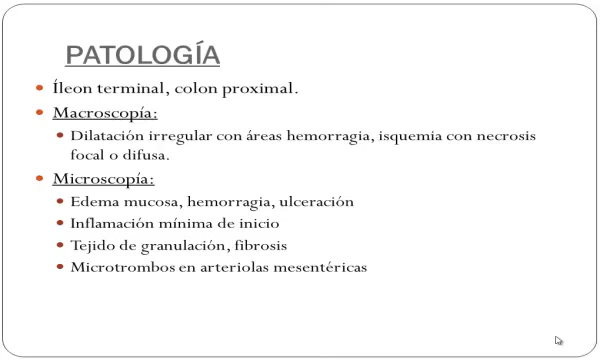 PATOLOGÍA
Íleon terminal, colon proximal.
Macroscopía:
Dilatación irregular con áreas hemorragia, isquemia con necrosis
focal o difusa.
Microscopía:
Edema mucosa, hemorragia, ulceración
Inflamación mínima de inicio
Tejido de granulación, fibrosis
Microtrombos en arteriolas mesentéricas